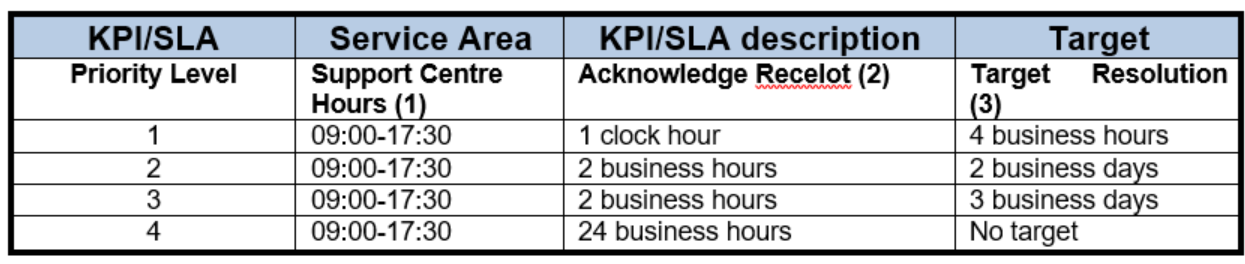 KPI/SLA Service Area KPI/SLA description Target
Priority Level Support Centre Hours (1) Acknowledge Recelot (2) Target Resolution (3)
1 09:00-17:30 1 clock hour 4 business hours
2 09:00-17:30 2 business hours 2 business days
3 09:00-17:30 2 business hours 3 business days
4 09:00-17:30 24 business hours No target